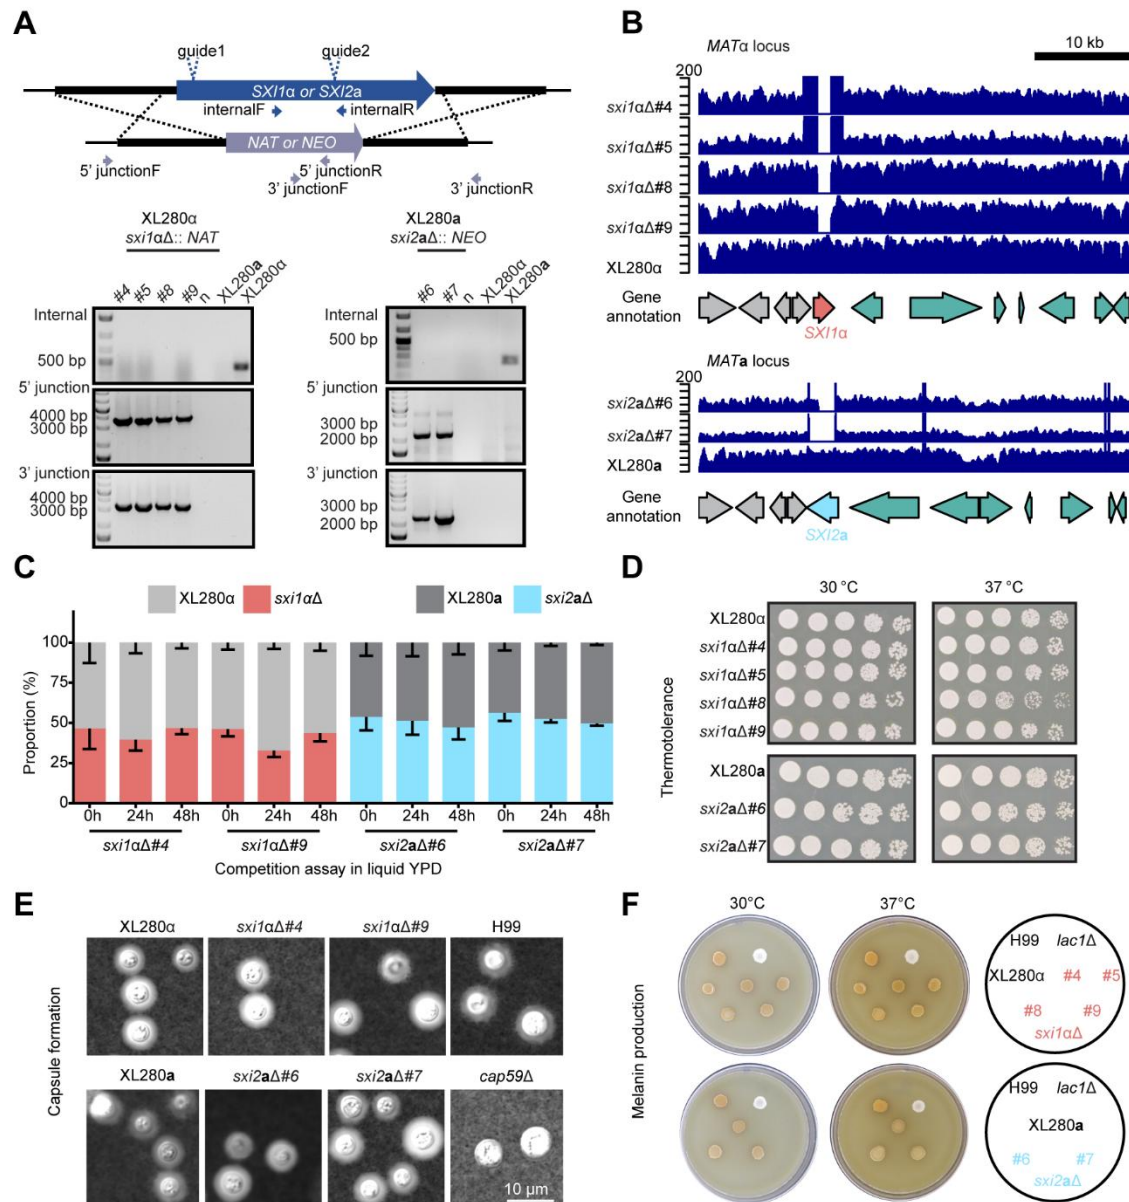 A
guide1 guide2
SXI1α or SXI2a
internalF internalR
NAT or NEO
5' junctionF 5' junctionR
3' junctionF 3' junctionR
XL280α
sxi1αΔ:: NAT
#4 #5 #8 #9 n XL280a XL280α
Internal
500 bp
5' junction
4000 bp
3000 bp
3' junction
4000 bp
3000 bp
XL280a
sxi2aΔ:: NEO
#6 #7 n XL280α XL280a
Internal
500 bp
5' junction
3000 bp
2000 bp
3' junction
3000 bp
2000 bp
B
MATα locus
10 kb
200
sxi1αΔ#4
sxi1αΔ#5
sxi1αΔ#8
sxi1αΔ#9
XL280α
Gene
annotation
SXI1α
MATa locus
200
sxi2aΔ#6
sxi2aΔ#7
XL280a
Gene
annotation
SXI2a
C
XL280α sxi1αΔ XL280a sxi2aΔ
Proportion (%)
100
75
50
25
0
0h 24h 48h 0h 24h 48h 0h 24h 48h 0h 24h 48h
sxi1αΔ#4 sxi1αΔ#9 sxi2aΔ#6 sxi2aΔ#7
Competition assay in liquid YPD
D
30 °C 37 °C
Thermotolerance
XL280α
sxi1αΔ#4
sxi1αΔ#5
sxi1αΔ#8
sxi1αΔ#9
XL280a
sxi2aΔ#6
sxi2aΔ#7
E
Capsule formation
XL280α sxi1αΔ#4 sxi1αΔ#9 H99
XL280a sxi2aΔ#6 sxi2aΔ#7 cap59Δ
10 µm
F
30°C 37°C
Melanin production
H99 lac1Δ
XL280α #4 #5
#8 #9
sxi1αΔ
H99 lac1Δ
XL280a
#6 #7
sxi2aΔ